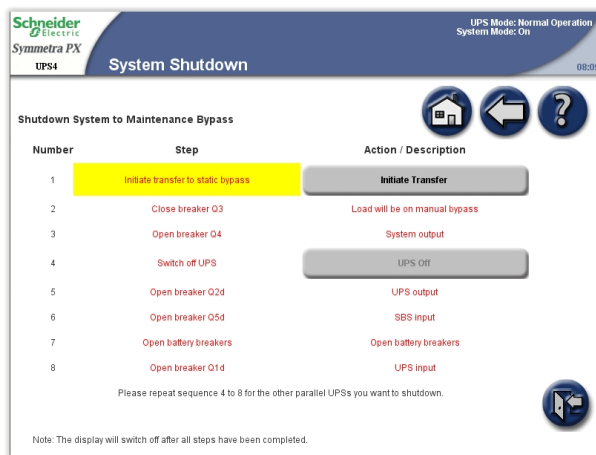 Schneider
Electric
UPS Mode: Normal Operation
System Mode: On
Symmetra PX
UPS4
System Shutdown
Shutdown System to Maintenance Bypass
?
Number Step Action / Description
1 Initiate transfer to static bypass Initiate Transfer
2 Close breaker Q3 Load will be on manual bypass
3 Open breaker Q4 System output
4 Switch off UPS UPS Off
5 Open breaker Q2d UPS output
6 Open breaker Q5d SBS input
7 Open battery breakers Open battery breakers
8 Open breaker Q1d UPS input
Please repeat sequence 4 to 8 for the other parallel UPSs you want to shutdown.
Note: The display will switch off after all steps have been completed.